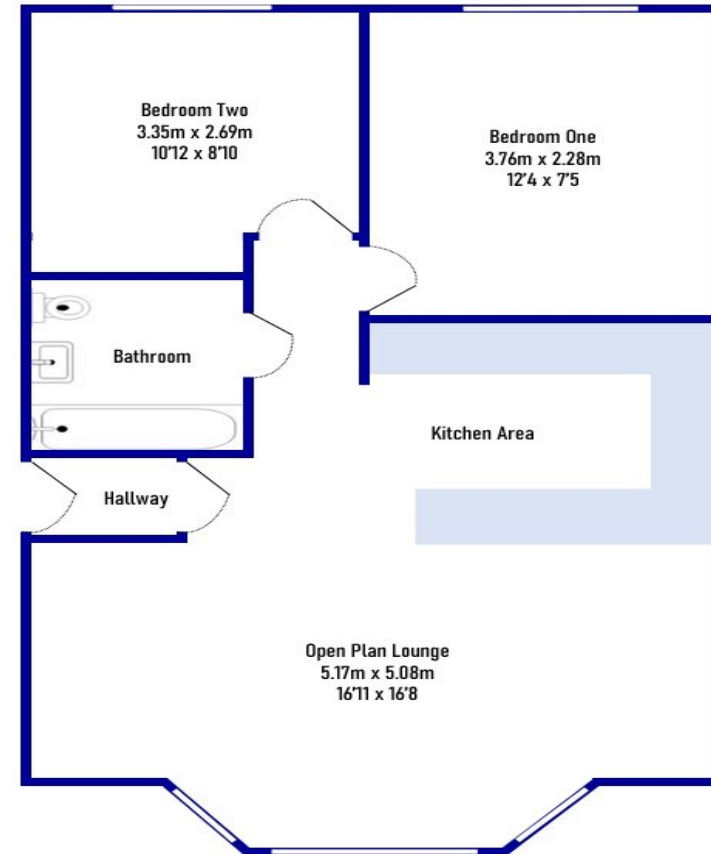 Bedroom Two
3.35m x 2.69m
10'12 x 8'10
Bedroom One
3.76m x 2.28m
12'4 x 7'5
Bathroom
Kitchen Area
Hallway
Open Plan Lounge
5.17m x 5.08m
16'11 x 16'8